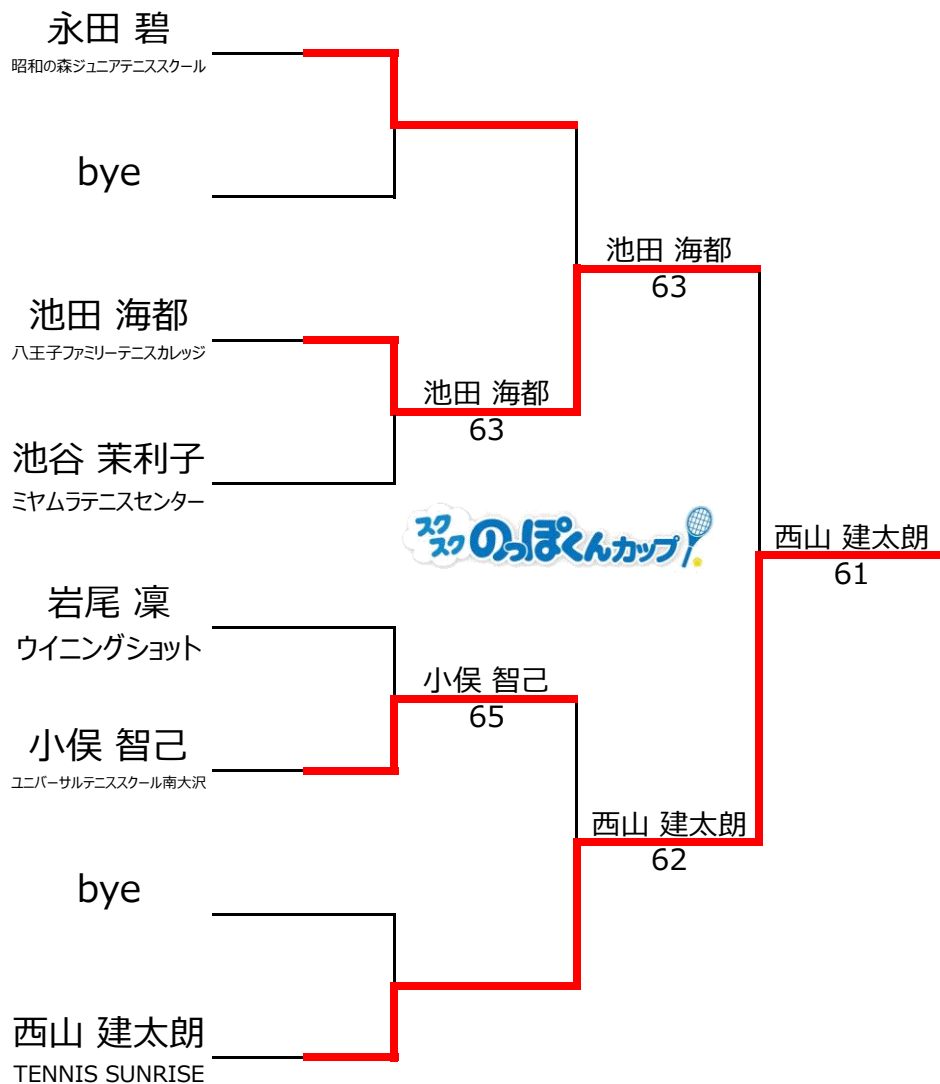 永田 碧
昭和の森ジュニアテニススクール
bye
池田 海都
63
池田 海都
八王子ファミリーテニスカレッジ
池田 海都
63
池谷 茉利子
ミヤムラテニスセンター
スクスク のっぽくんカップ
西山 建太朗
61
岩尾 凜
ウイニングショット
小俣 智己
65
小俣 智己
ユニバーサルテニススクール南大沢
西山 建太朗
62
bye
西山 建太朗
TENNIS SUNRISE